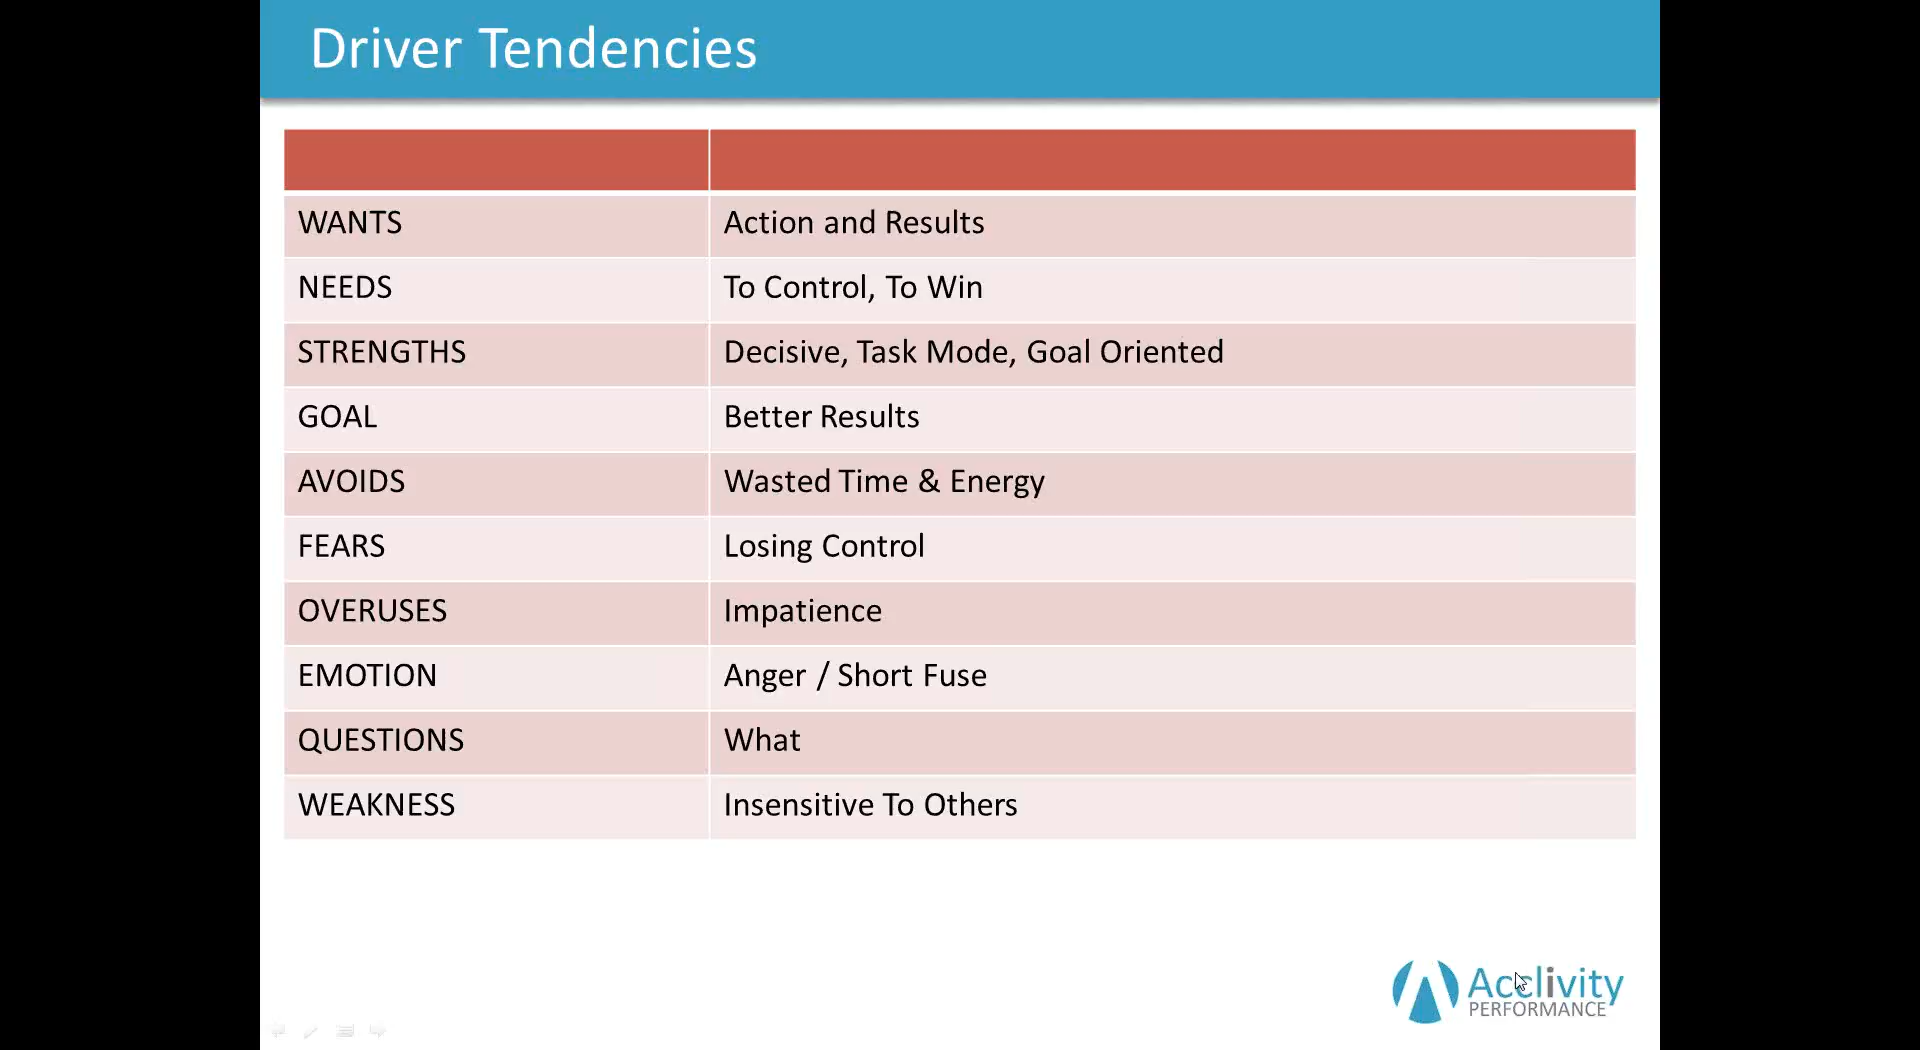 Driver Tendencies
WANTS Action and Results
NEEDS To Control, To Win
STRENGTHS Decisive, Task Mode, Goal Oriented
GOAL Better Results
AVOIDS Wasted Time & Energy
FEARS Losing Control
OVERUSES Impatience
EMOTION Anger / Short Fuse
QUESTIONS What
WEAKNESS Insensitive To Others
Acclivity
PERFORMANCE